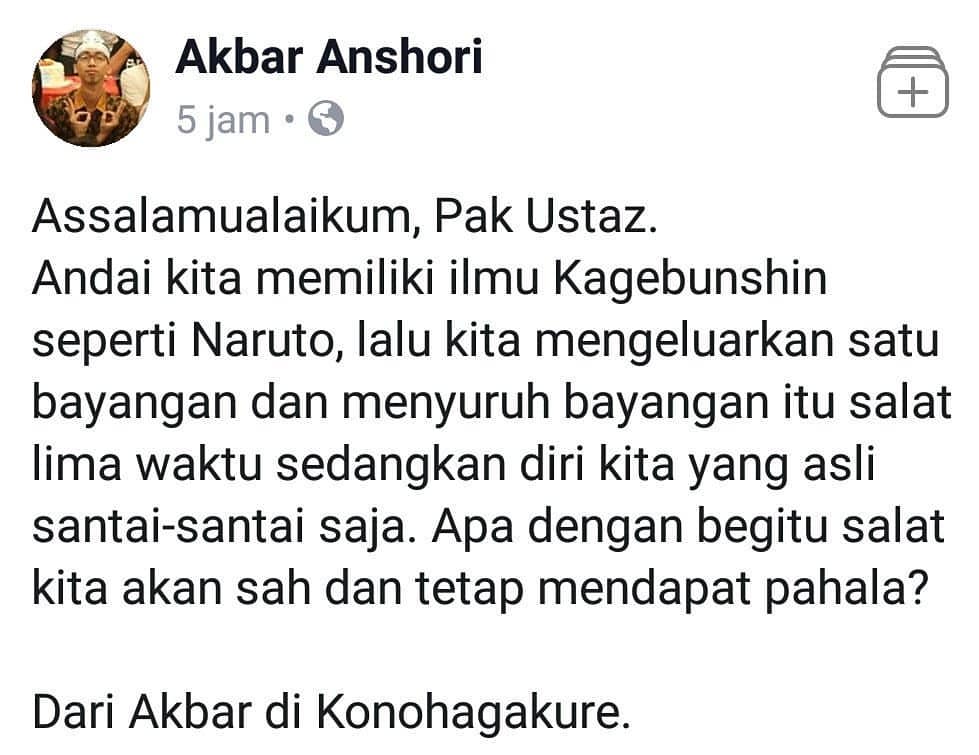 Akbar Anshori
5 jam •
Assalamualaikum, Pak Ustaz.
Andai kita memiliki ilmu Kagebunshin
seperti Naruto, lalu kita mengeluarkan satu
bayangan dan menyuruh bayangan itu salat
lima waktu sedangkan diri kita yang asli
santai-santai saja. Apa dengan begitu salat
kita akan sah dan tetap mendapat pahala?
Dari Akbar di Konohagakure.